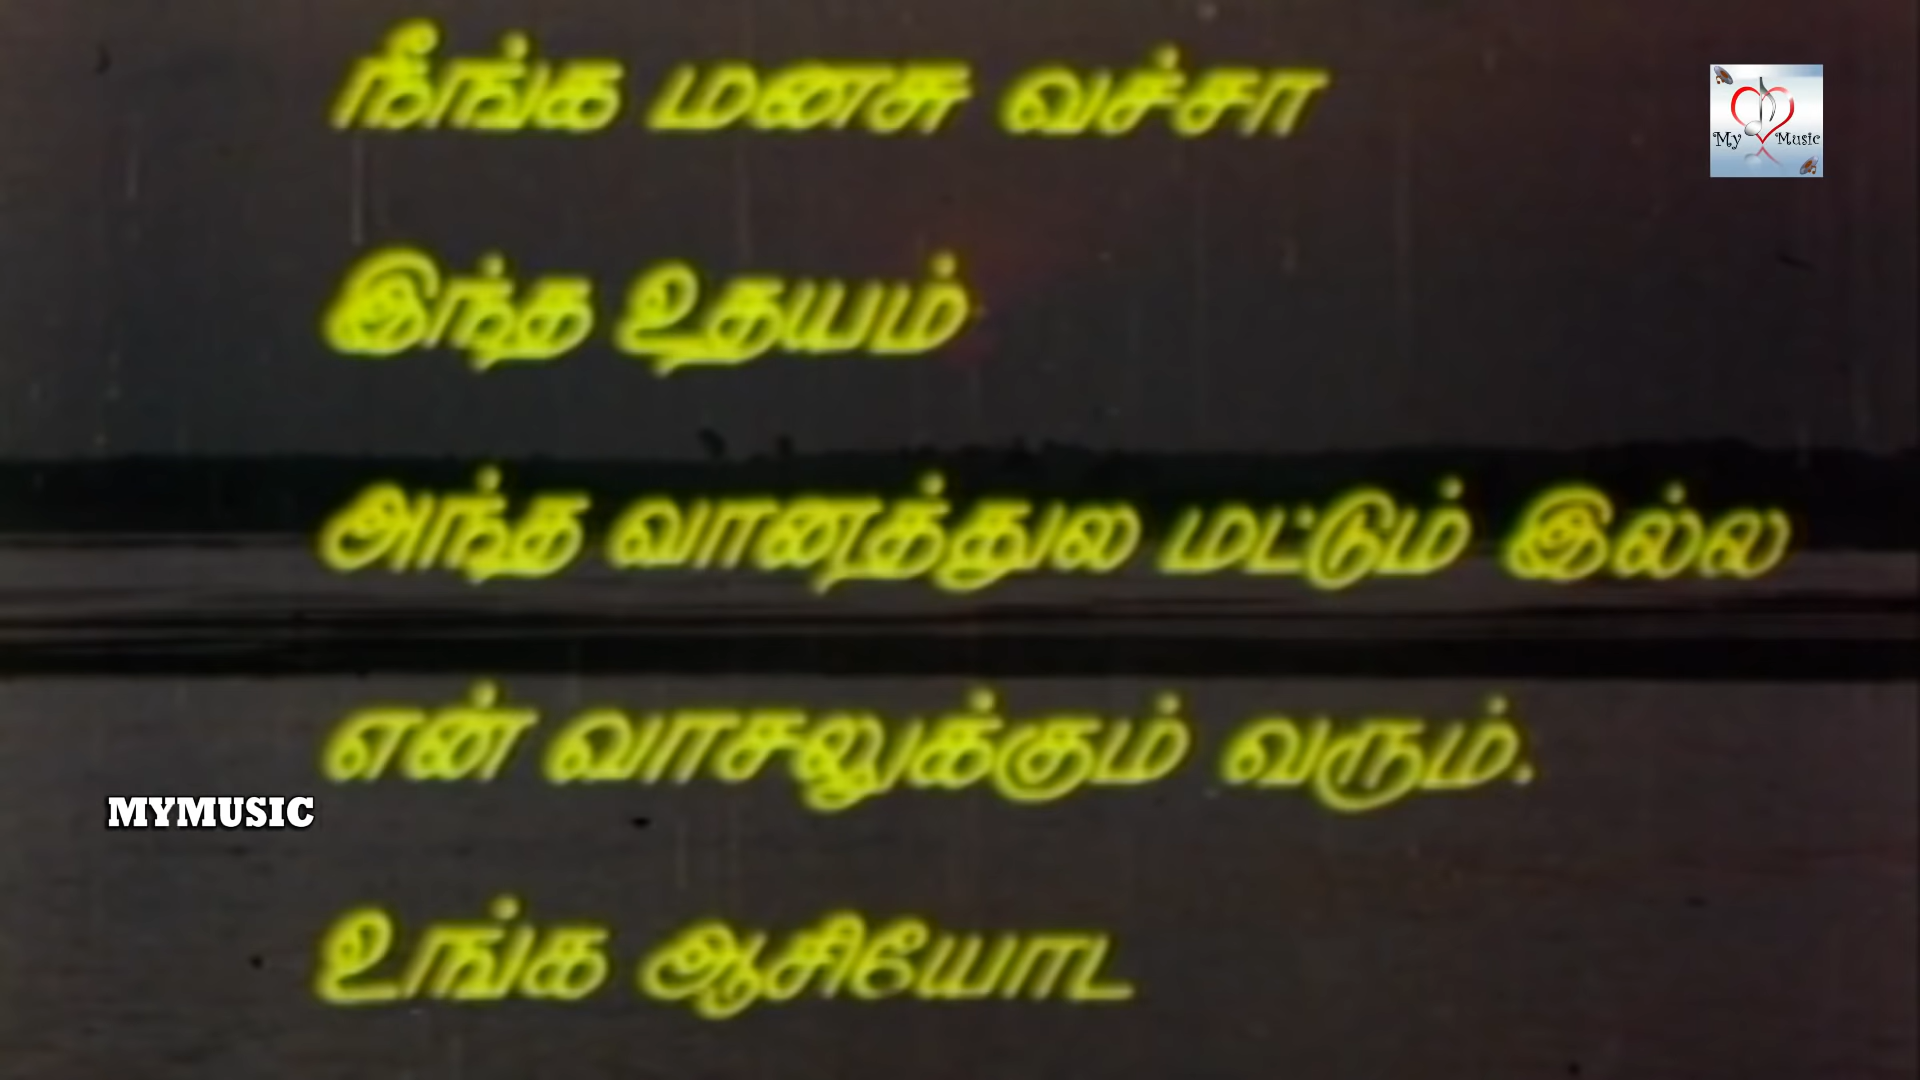 நீங்க மனசு வச்சா
My Music
இந்த உதயம்
அந்த வானத்துல மட்டும் இல்ல
என் வாசலுக்கும் வரும்.
MYMUSIC
உங்க ஆசியோட